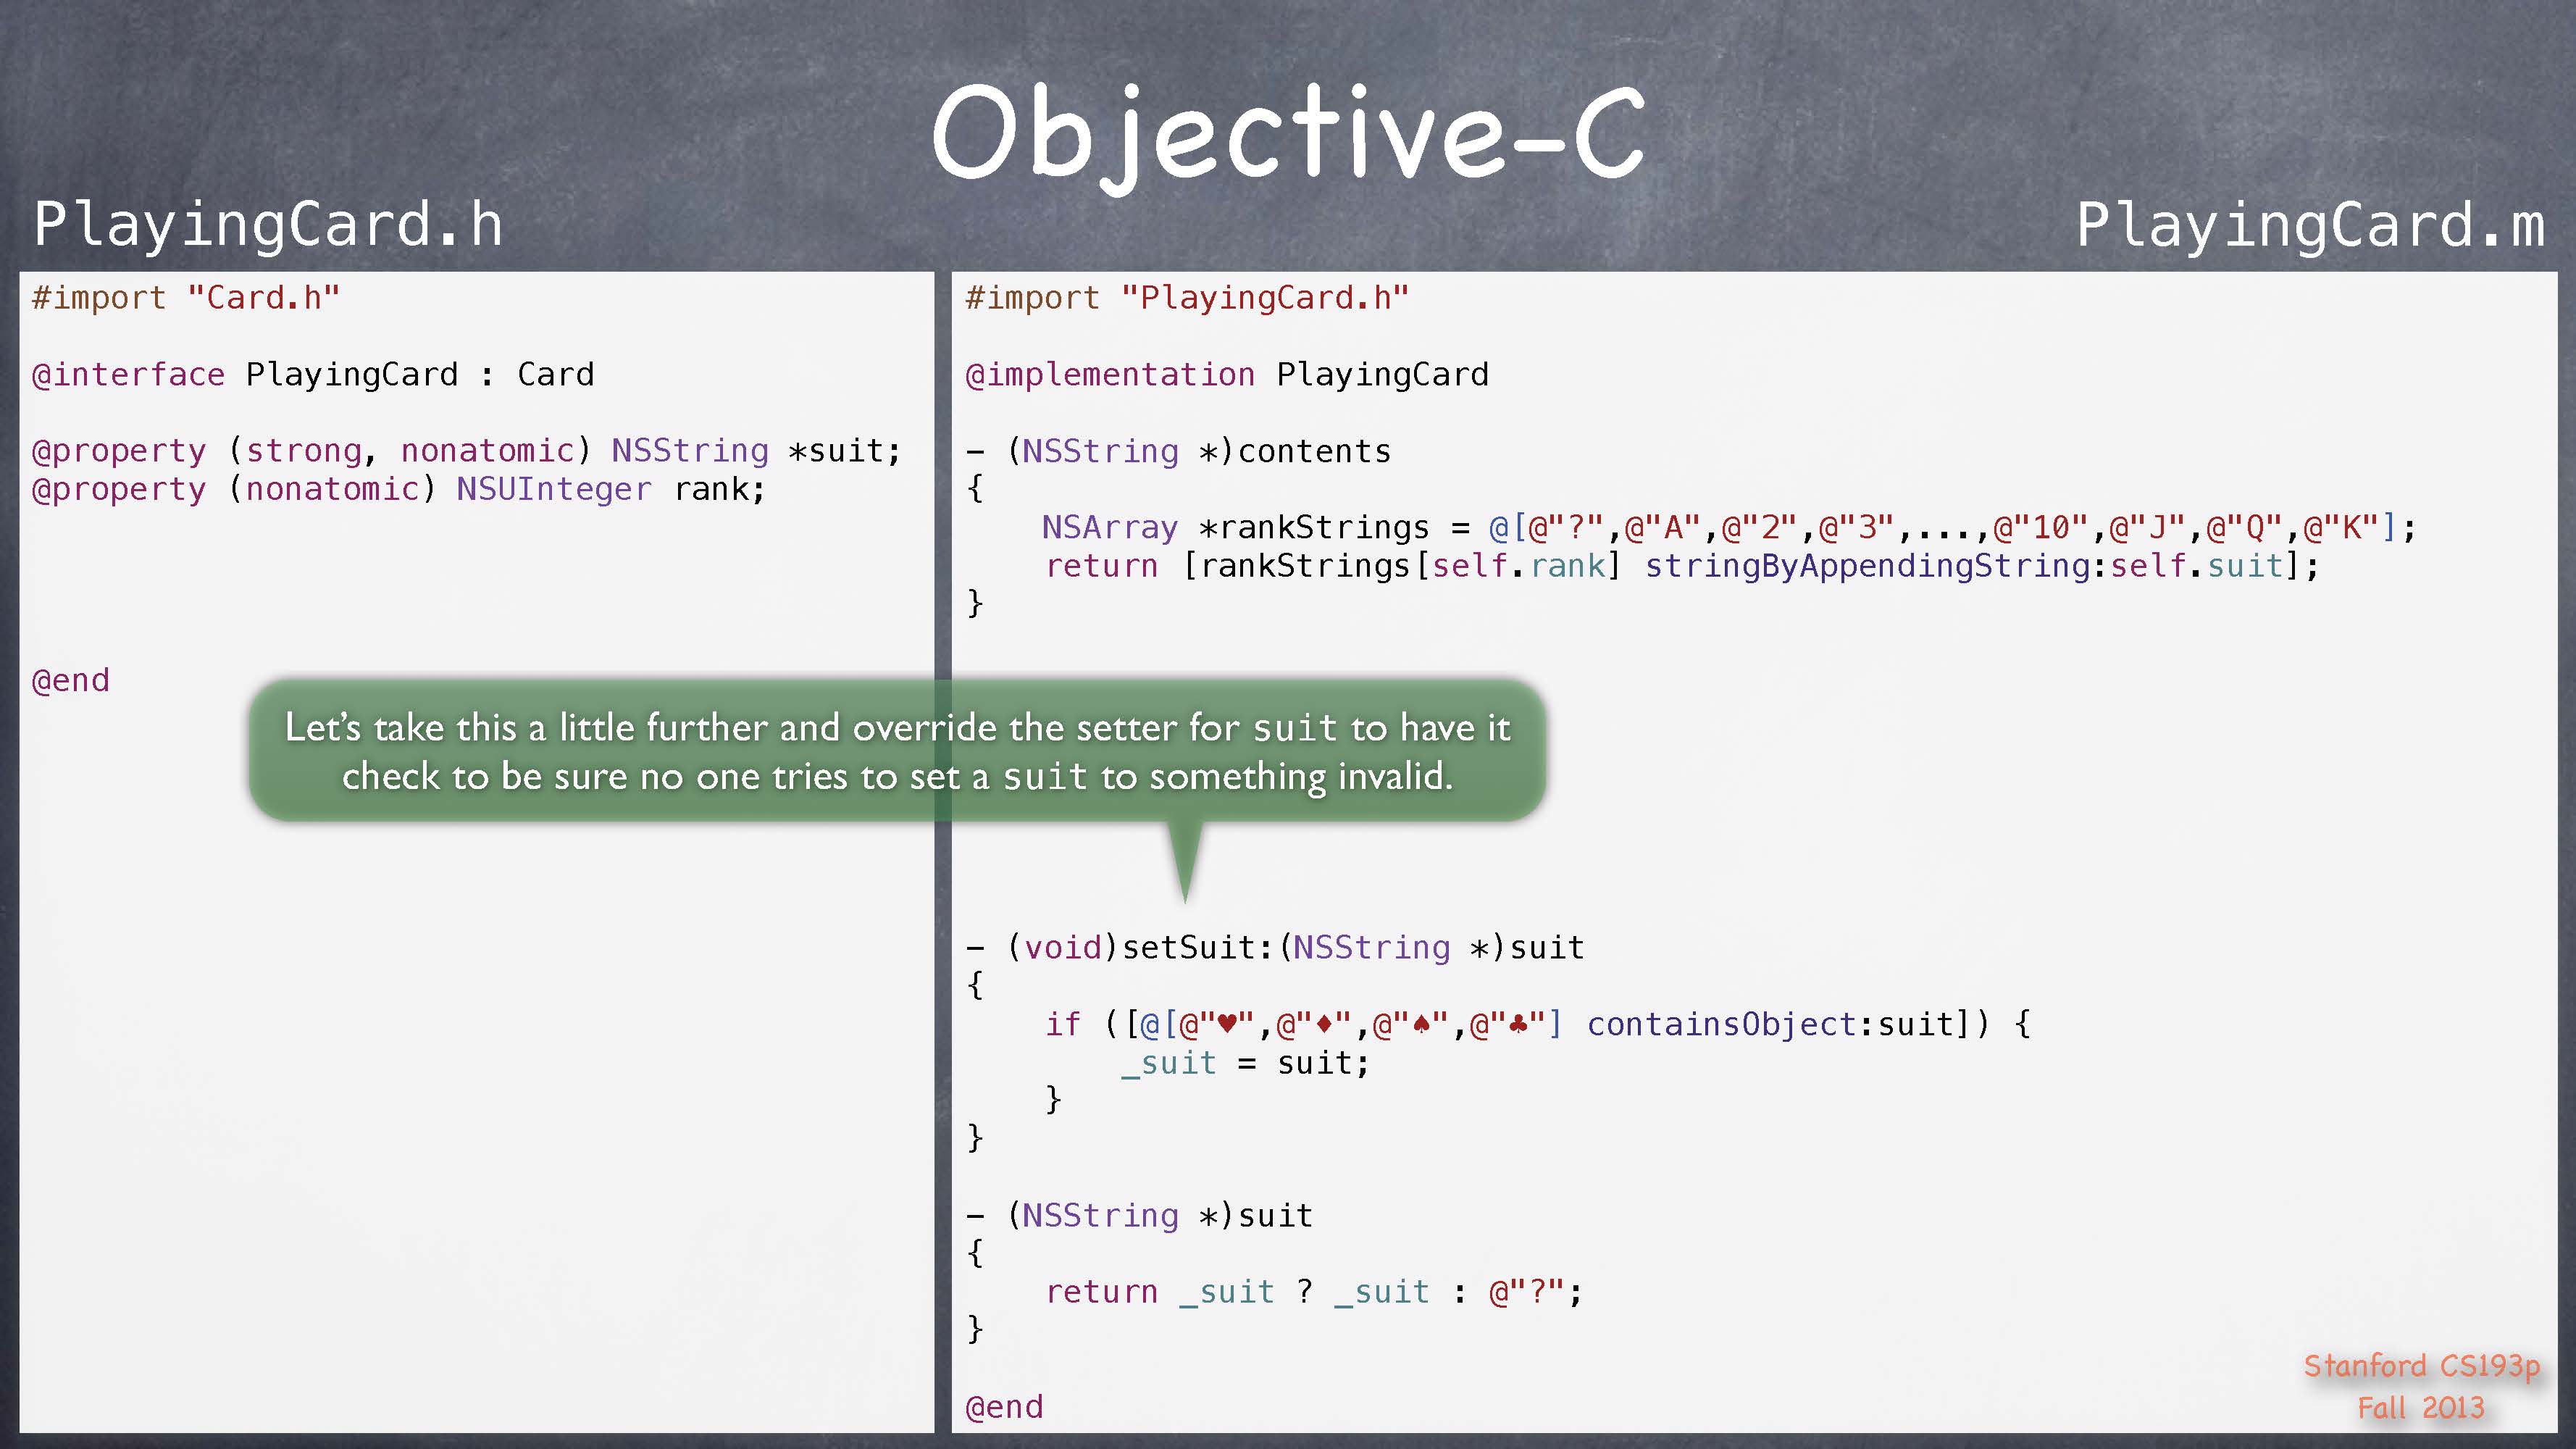 Objective-C
PlayingCard.h
#import "Card.h"
@interface PlayingCard : Card
@property (strong, nonatomic) NSString *suit;
@property (nonatomic) NSUInteger rank;
@end
PlayingCard.m
#import "PlayingCard.h"
@implementation PlayingCard
- (NSString *)contents
{
NSArray *rankStrings = @[@"?",@"A",@"2",@"3",...,@"10",@"J",@"Q",@"K"];
return [rankStrings[self.rank] stringByAppendingString:self.suit];
}
Let's take this a little further and override the setter for suit to have it
check to be sure no one tries to set a suit to something invalid.
- (void)setSuit:(NSString *)suit
{
if ([@[@"♥",@"♦",@"♠",@"♣"] containsObject:suit]) {
_suit = suit;
}
}
- (NSString *)suit
{
return _suit ? _suit : @"?";
}
@end
Stanford CS193p
Fall 2013